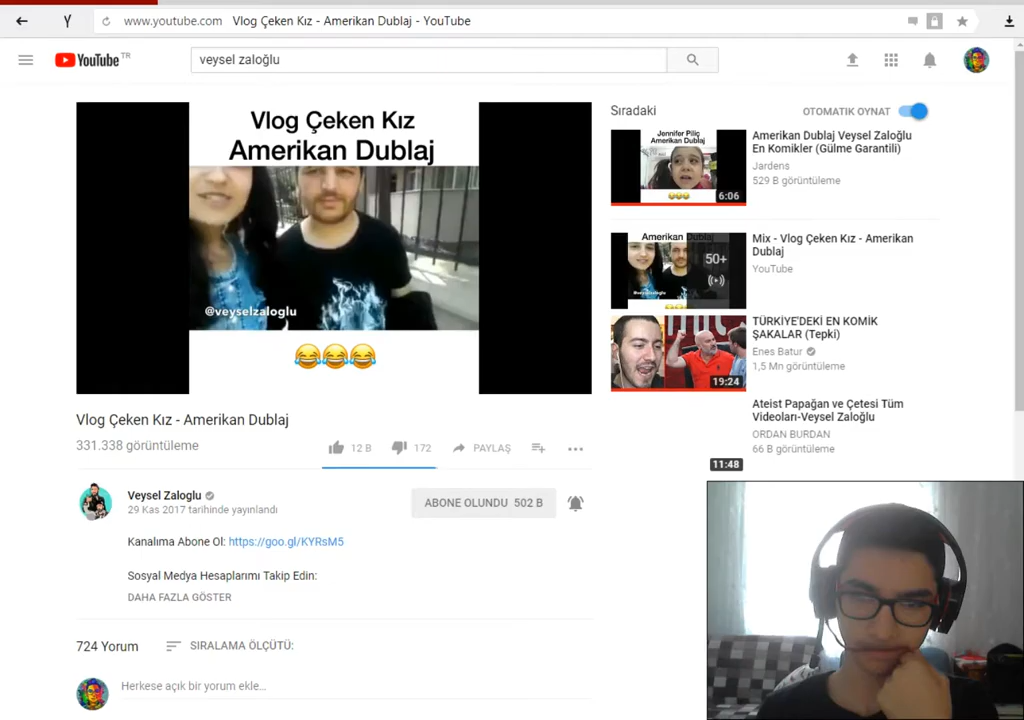 www.youtube.com Vlog Çeken Kız - Amerikan Dublaj - YouTube
YouTube TR
veysel zaloğlu
Vlog Çeken Kız
Amerikan Dublaj
@veyselzaloglu
Vlog Çeken Kız - Amerikan Dublaj
331.338 görüntüleme
12 B
172
PAYLAŞ
Veysel Zaloglu
29 Kas 2017 tarihinde yayınlandı
ABONE OLUNDU 502 B
Kanalıma Abone Ol: https://goo.gl/KYRsM5
Sosyal Medya Hesaplarımı Takip Edin:
DAHA FAZLA GÖSTER
724 Yorum
SIRALAMA ÖLÇÜTÜ:
Herkese açık bir yorum ekle...
Sıradaki
OTOMATIK OYNAT
Jennifer Piliç
Amerikan Dublaj
6:06
Amerikan Dublaj Veysel Zaloğlu
En Komikler (Gülme Garantili)
Jardens
529 B görüntüleme
Amerikan Dublaj
50+
@veyselzaloglu
Mix - Vlog Çeken Kız - Amerikan
Dublaj
YouTube
19:24
TÜRKİYE'DEKİ EN KOMİK
ŞAKALAR (Tepki)
Enes Batur
1,5 Mn görüntüleme
11:48
Ateist Papağan ve Çetesi Tüm
Videoları-Veysel Zaloğlu
ORDAN BURDAN
66 B görüntüleme